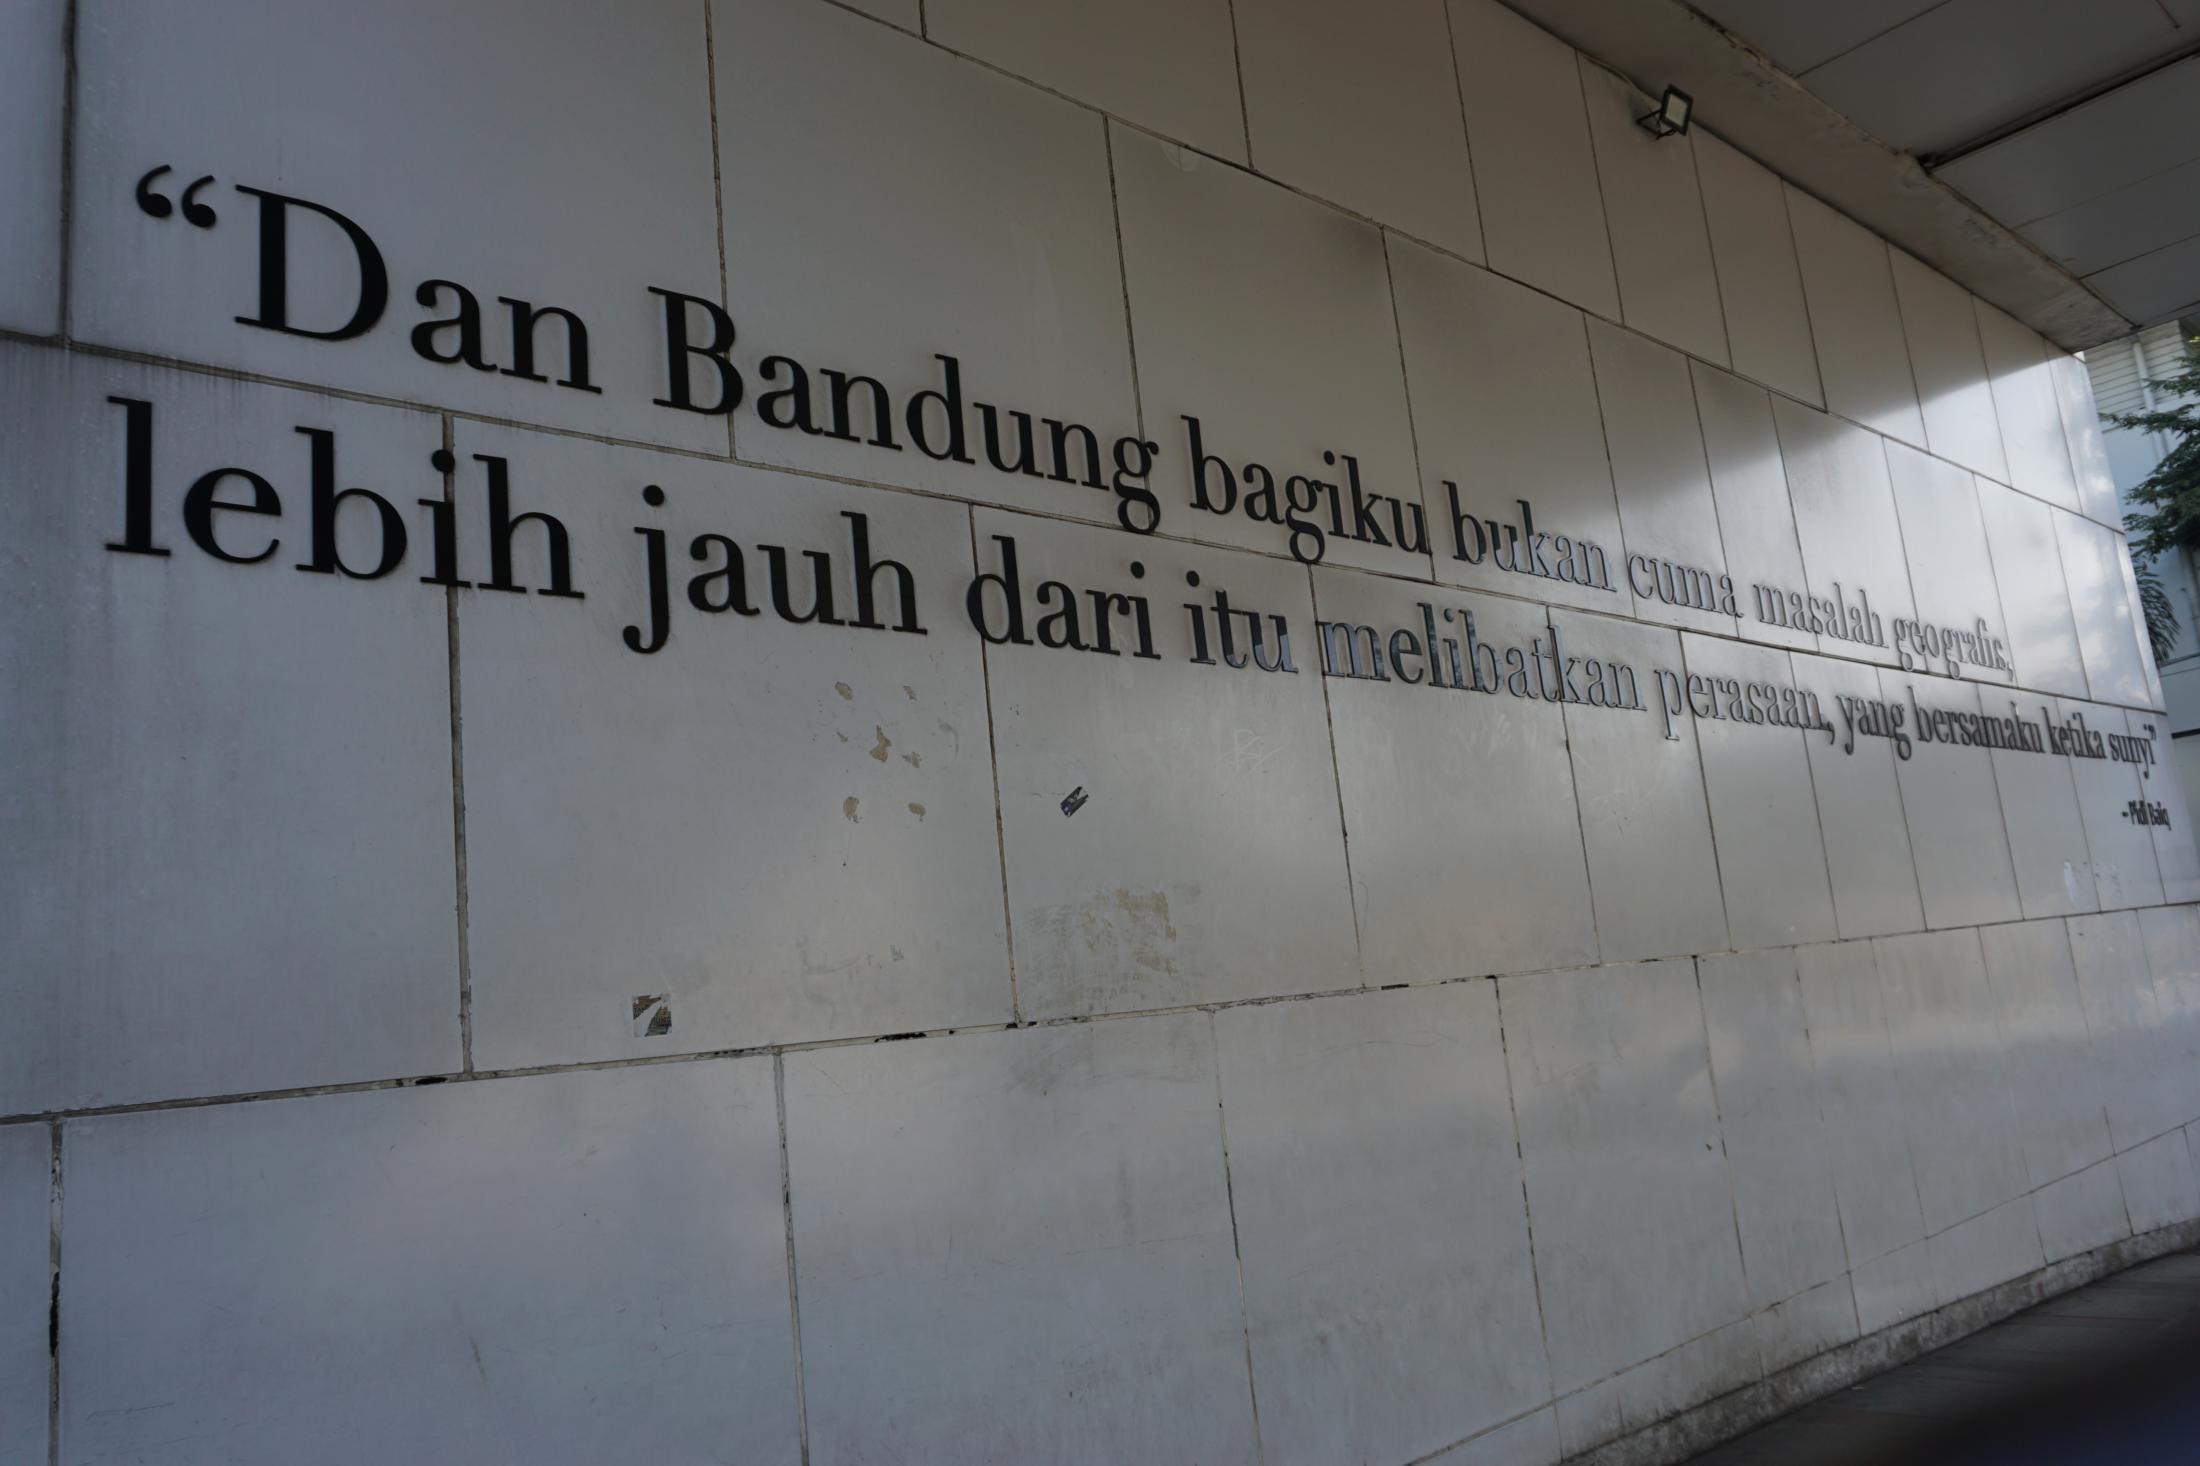 “Dan Bandung bagiku bukan cuma masalah geografis,
lebih jauh dari itu melibatkan perasaan, yang bersamaku ketika sunyi”
- Pidi Baiq